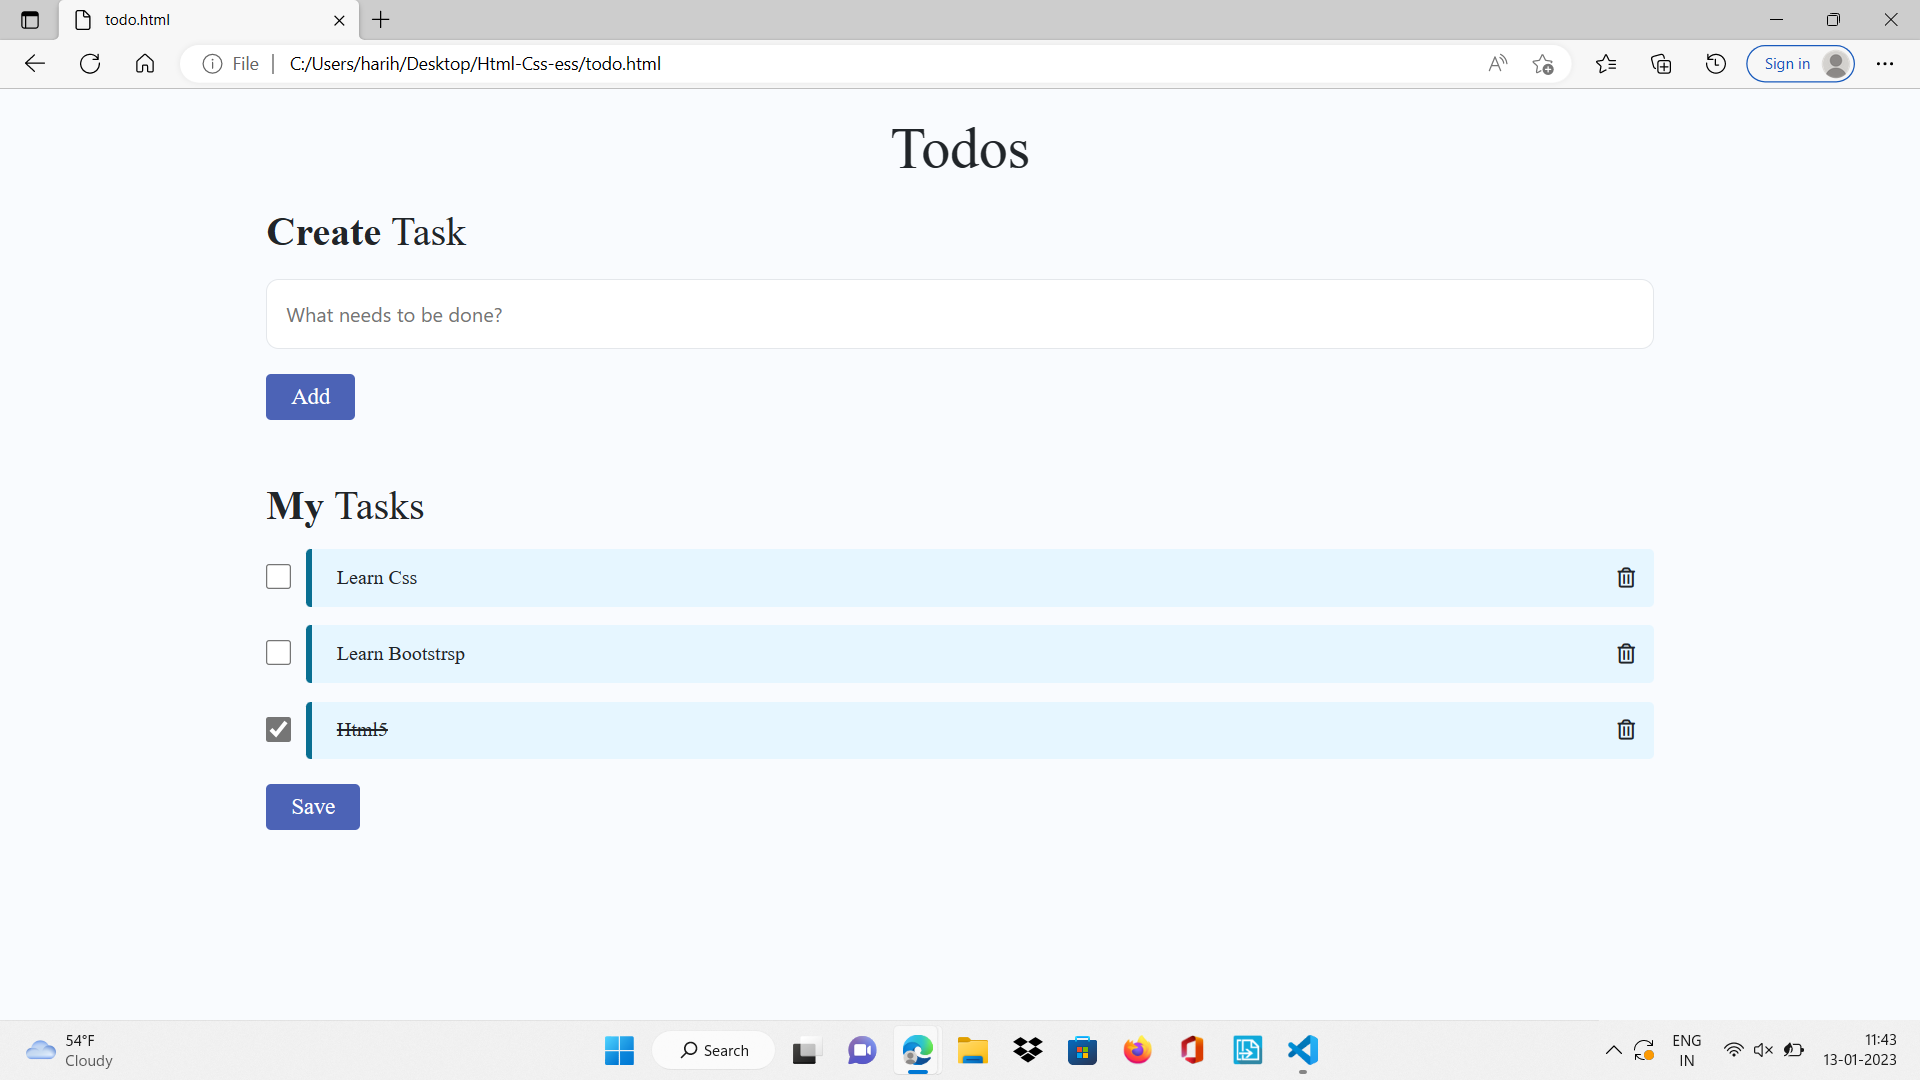 todo.html
File
C:/Users/harih/Desktop/Html-Css-ess/todo.html
Sign in
Todos
Create Task
What needs to be done?
Add
My Tasks
Learn Css
Learn Bootstrsp
Html5
Save
54°F
Cloudy
Search
ENG
IN
11:43
13-01-2023